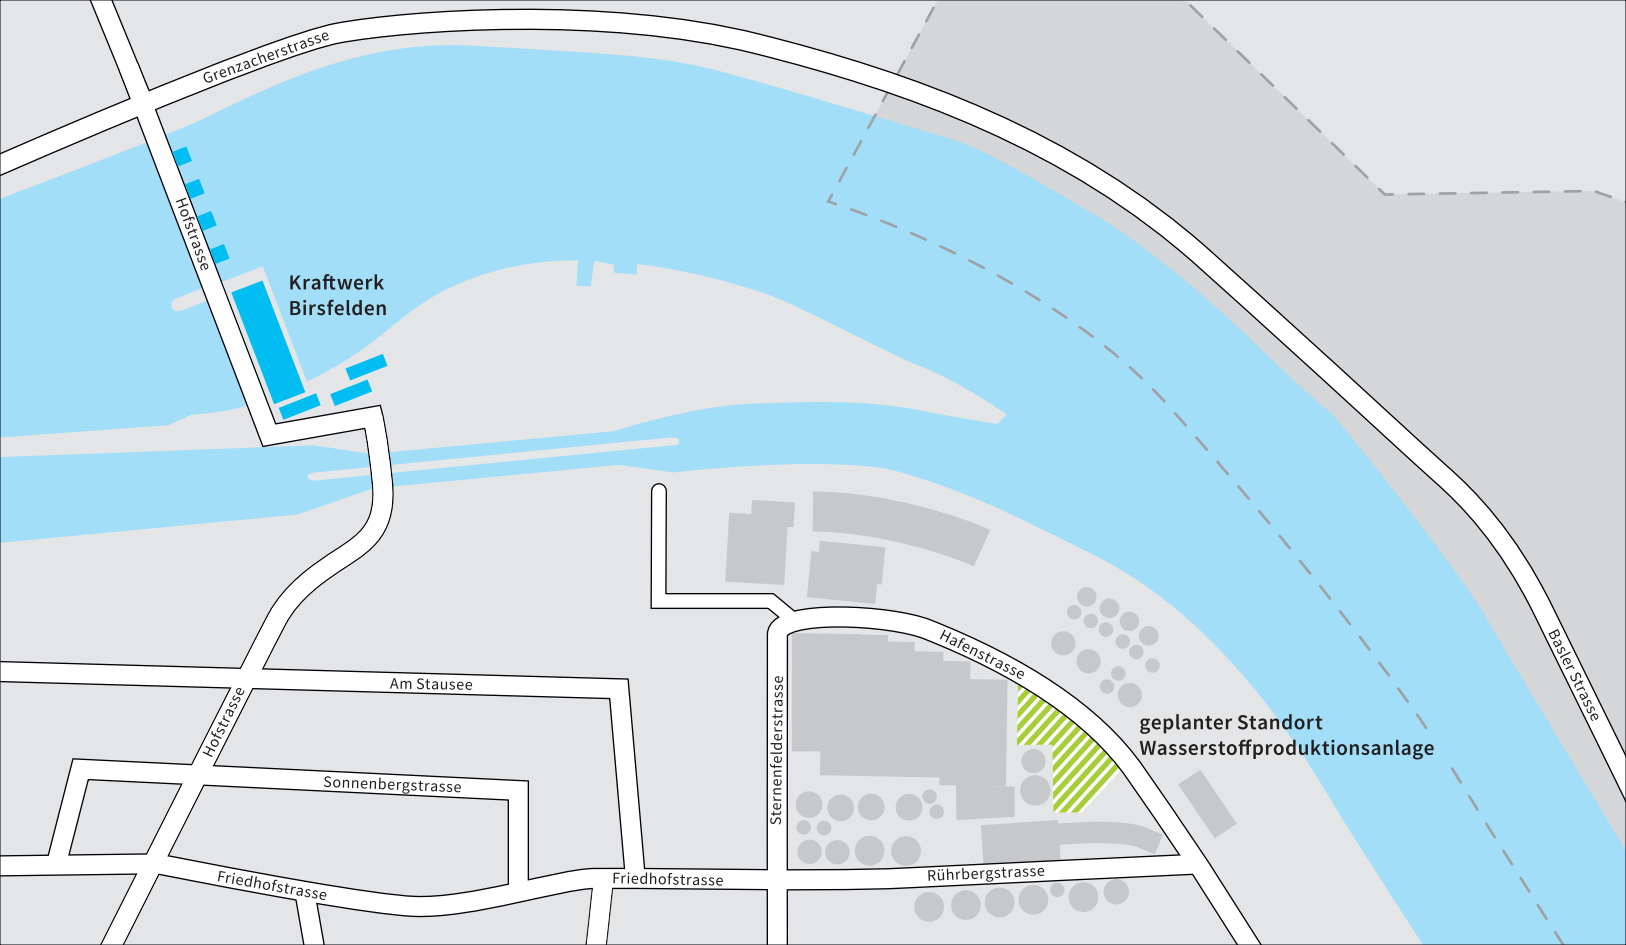 Grenzacherstrasse
Hofstrasse
Kraftwerk
Birsfelden
Hafenstrasse
Basler Strasse
Am Stausee
Hofstrasse
Sternenfelderstrasse
geplanter Standort
Wasserstoffproduktionsanlage
Sonnenbergstrasse
Friedhofstrasse
Friedhofstrasse
Rührbergstrasse